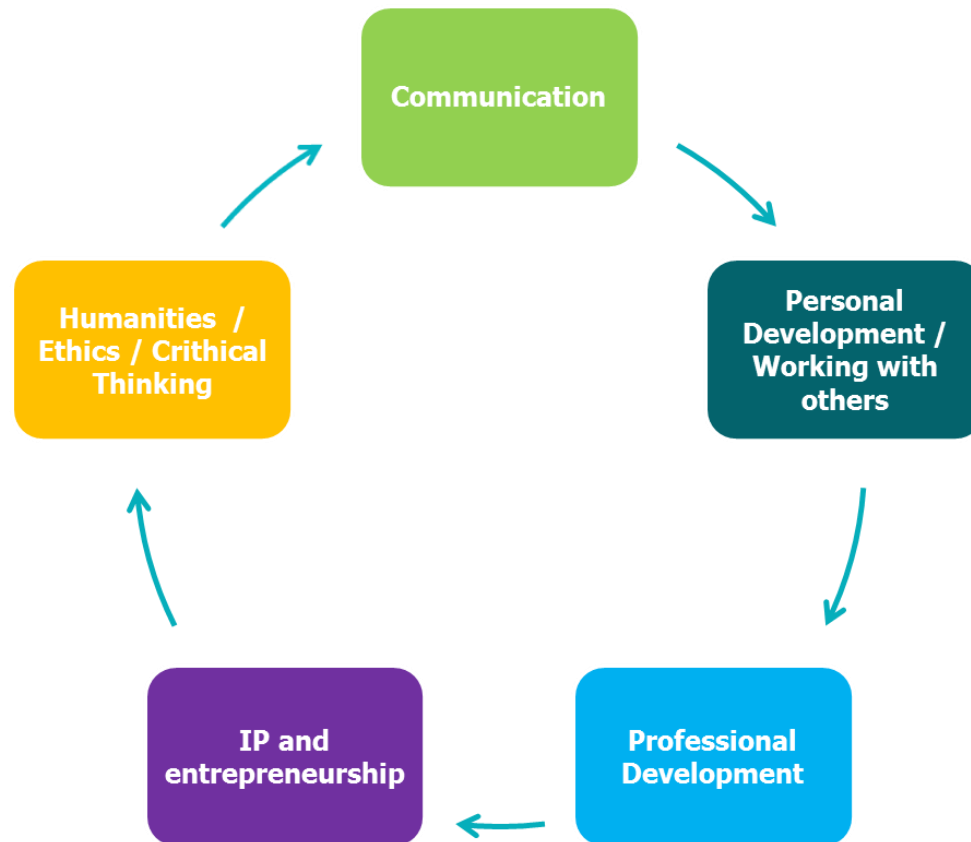 Communication
Personal
Development /
Working with
others
Professional
Development
IP and
entrepreneurship
Humanities /
Ethics / Crithical
Thinking